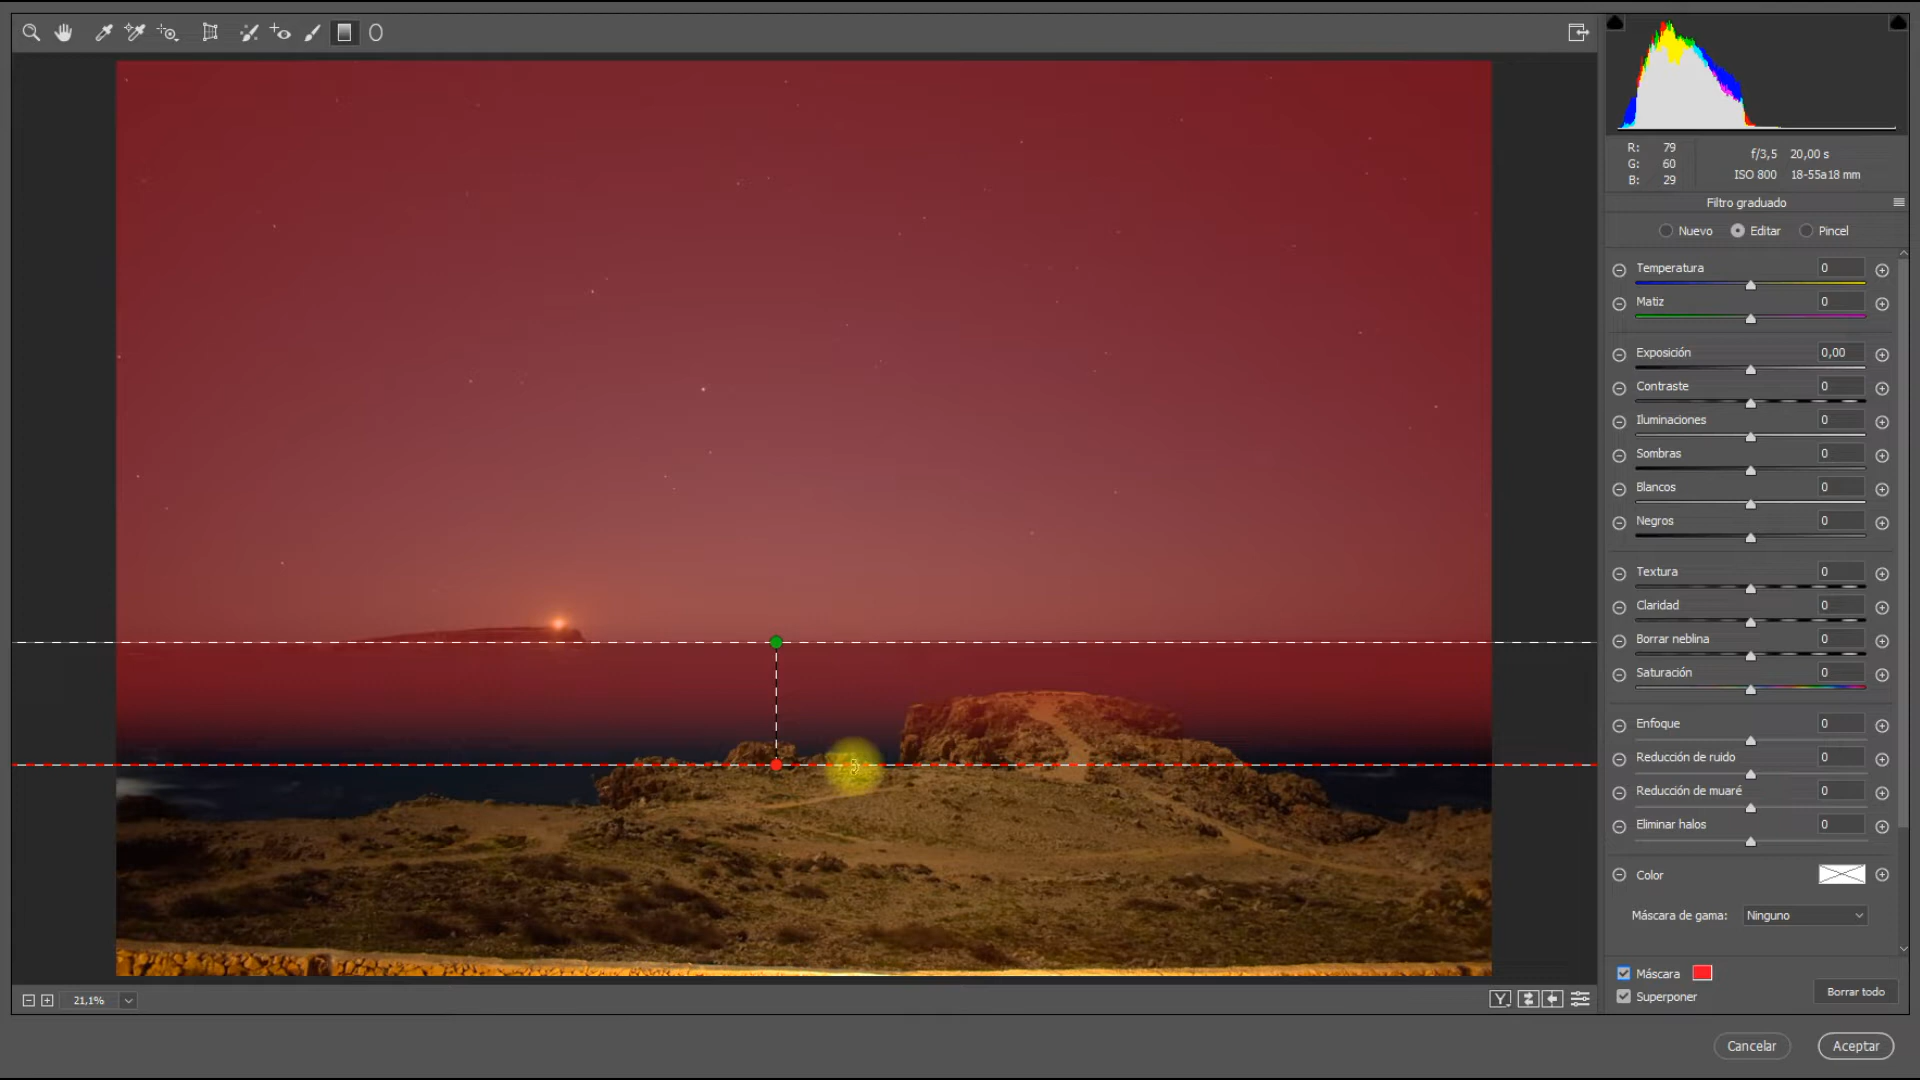 R: 79
G: 60
B: 29
f/3,5 20,00 s
ISO 800 18-55a18 mm
Filtro graduado
Nuevo Editar Pincel
Temperatura 0
Matiz 0
Exposición 0,00
Contraste 0
Iluminaciones 0
Sombras 0
Blancos 0
Negros 0
Textura 0
Claridad 0
Borrar neblina 0
Saturación 0
Enfoque 0
Reducción de ruido 0
Reducción de muaré 0
Eliminar halos 0
Color
Máscara de gama: Ninguno
Máscara
Superponer
Borrar todo
21,1%
Y
Cancelar
Aceptar